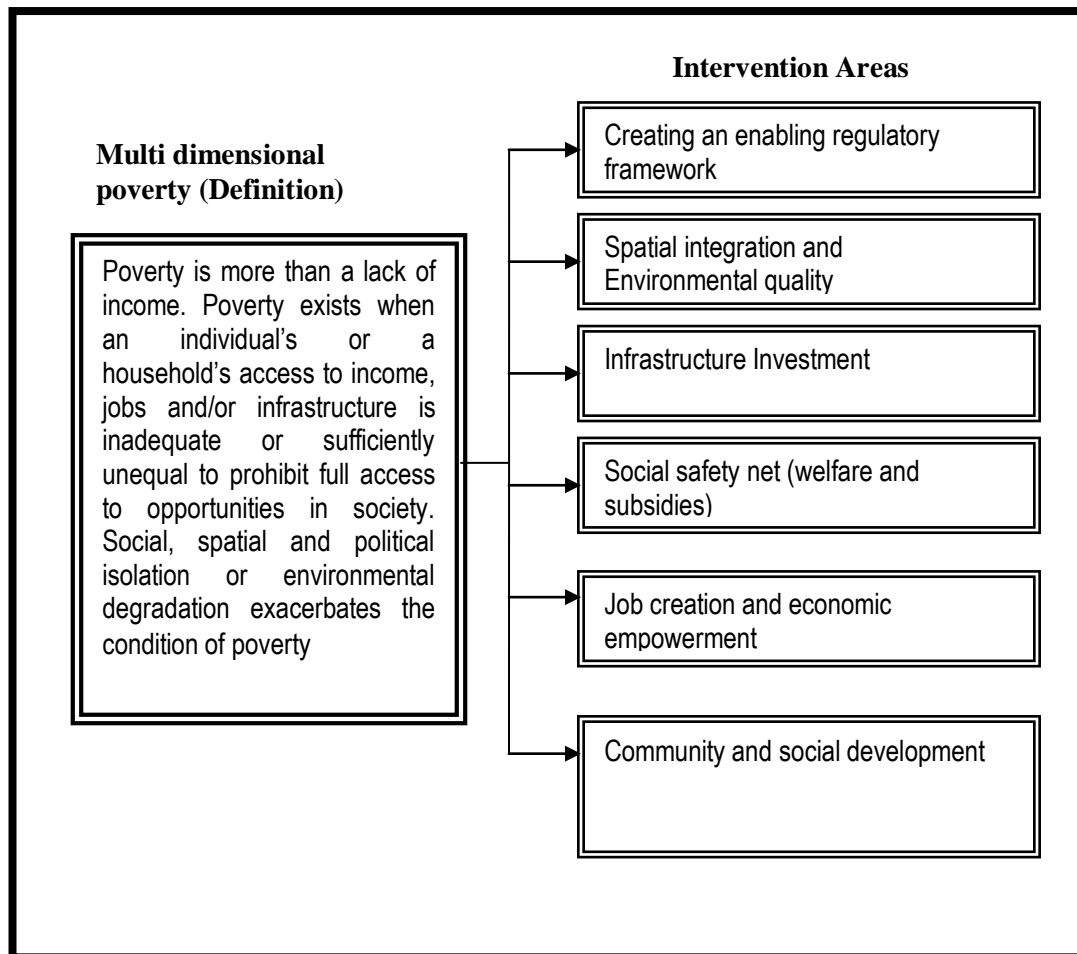 Intervention Areas
Multi dimensional
poverty (Definition)
Poverty is more than a lack of
income. Poverty exists when
an individual’s or a
household’s access to income,
jobs and/or infrastructure is
inadequate or sufficiently
unequal to prohibit full access
to opportunities in society.
Social, spatial and political
isolation or environmental
degradation exacerbates the
condition of poverty
Creating an enabling regulatory
framework
Spatial integration and
Environmental quality
Infrastructure Investment
Social safety net (welfare and
subsidies)
Job creation and economic
empowerment
Community and social development